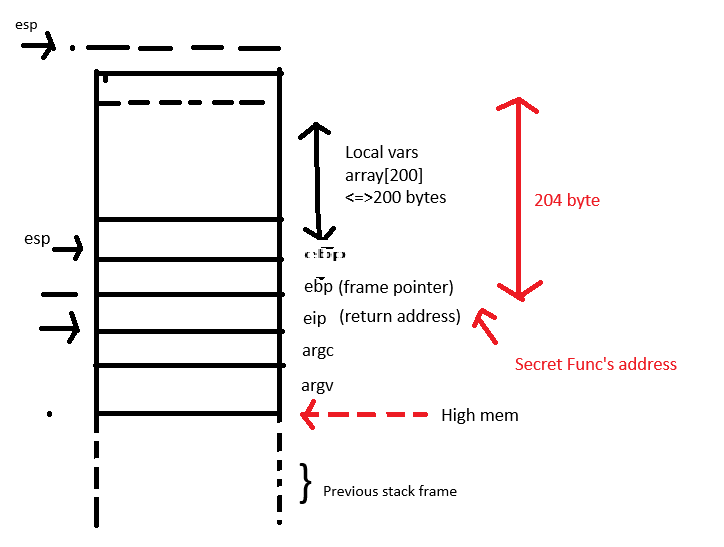 esp
Local vars
array[200]
<=>200 bytes
204 byte
esp
ebp (frame pointer)
eip (return address)
Secret Func's address
argc
argv
High mem
Previous stack frame